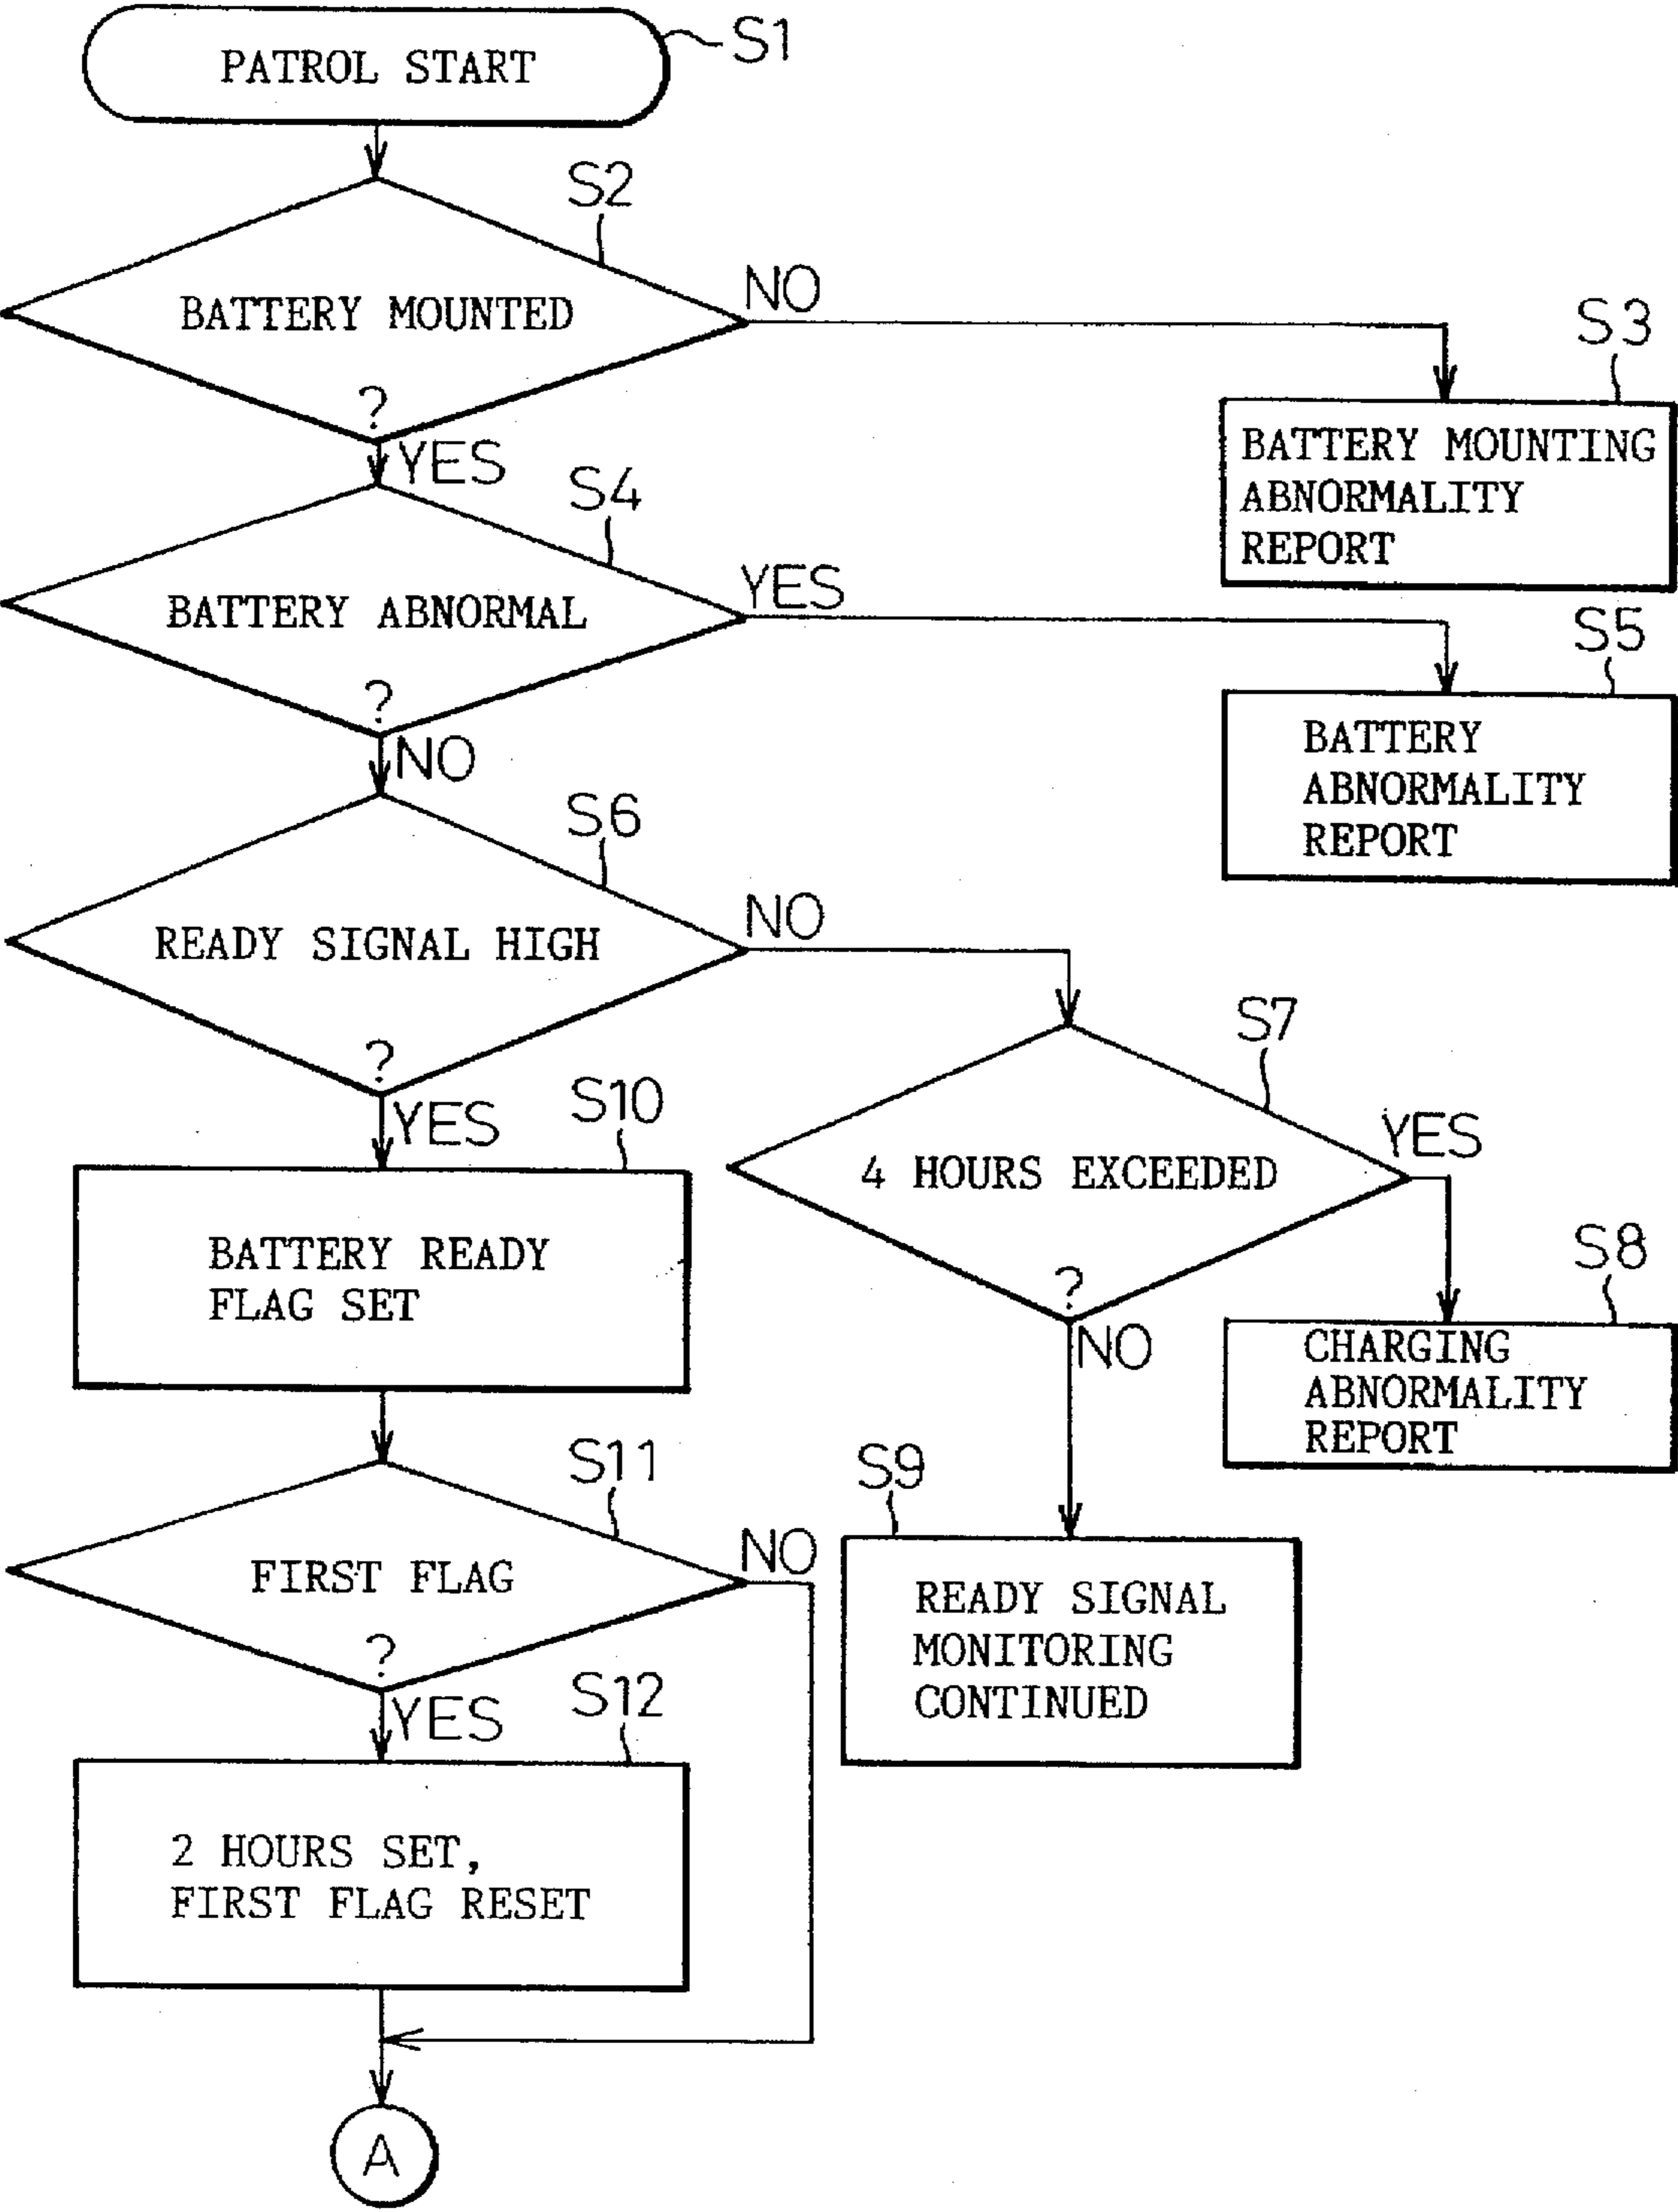 S1
PATROL START
S2
BATTERY MOUNTED
?
NO
YES
S3
BATTERY MOUNTING
ABNORMALITY
REPORT
S4
BATTERY ABNORMAL
?
YES
NO
S5
BATTERY
ABNORMALITY
REPORT
S6
READY SIGNAL HIGH
?
NO
YES
S7
4 HOURS EXCEEDED
?
YES
NO
S8
CHARGING
ABNORMALITY
REPORT
S9
READY SIGNAL
MONITORING
CONTINUED
S10
BATTERY READY
FLAG SET
S11
FIRST FLAG
?
NO
YES
S12
2 HOURS SET,
FIRST FLAG RESET
A